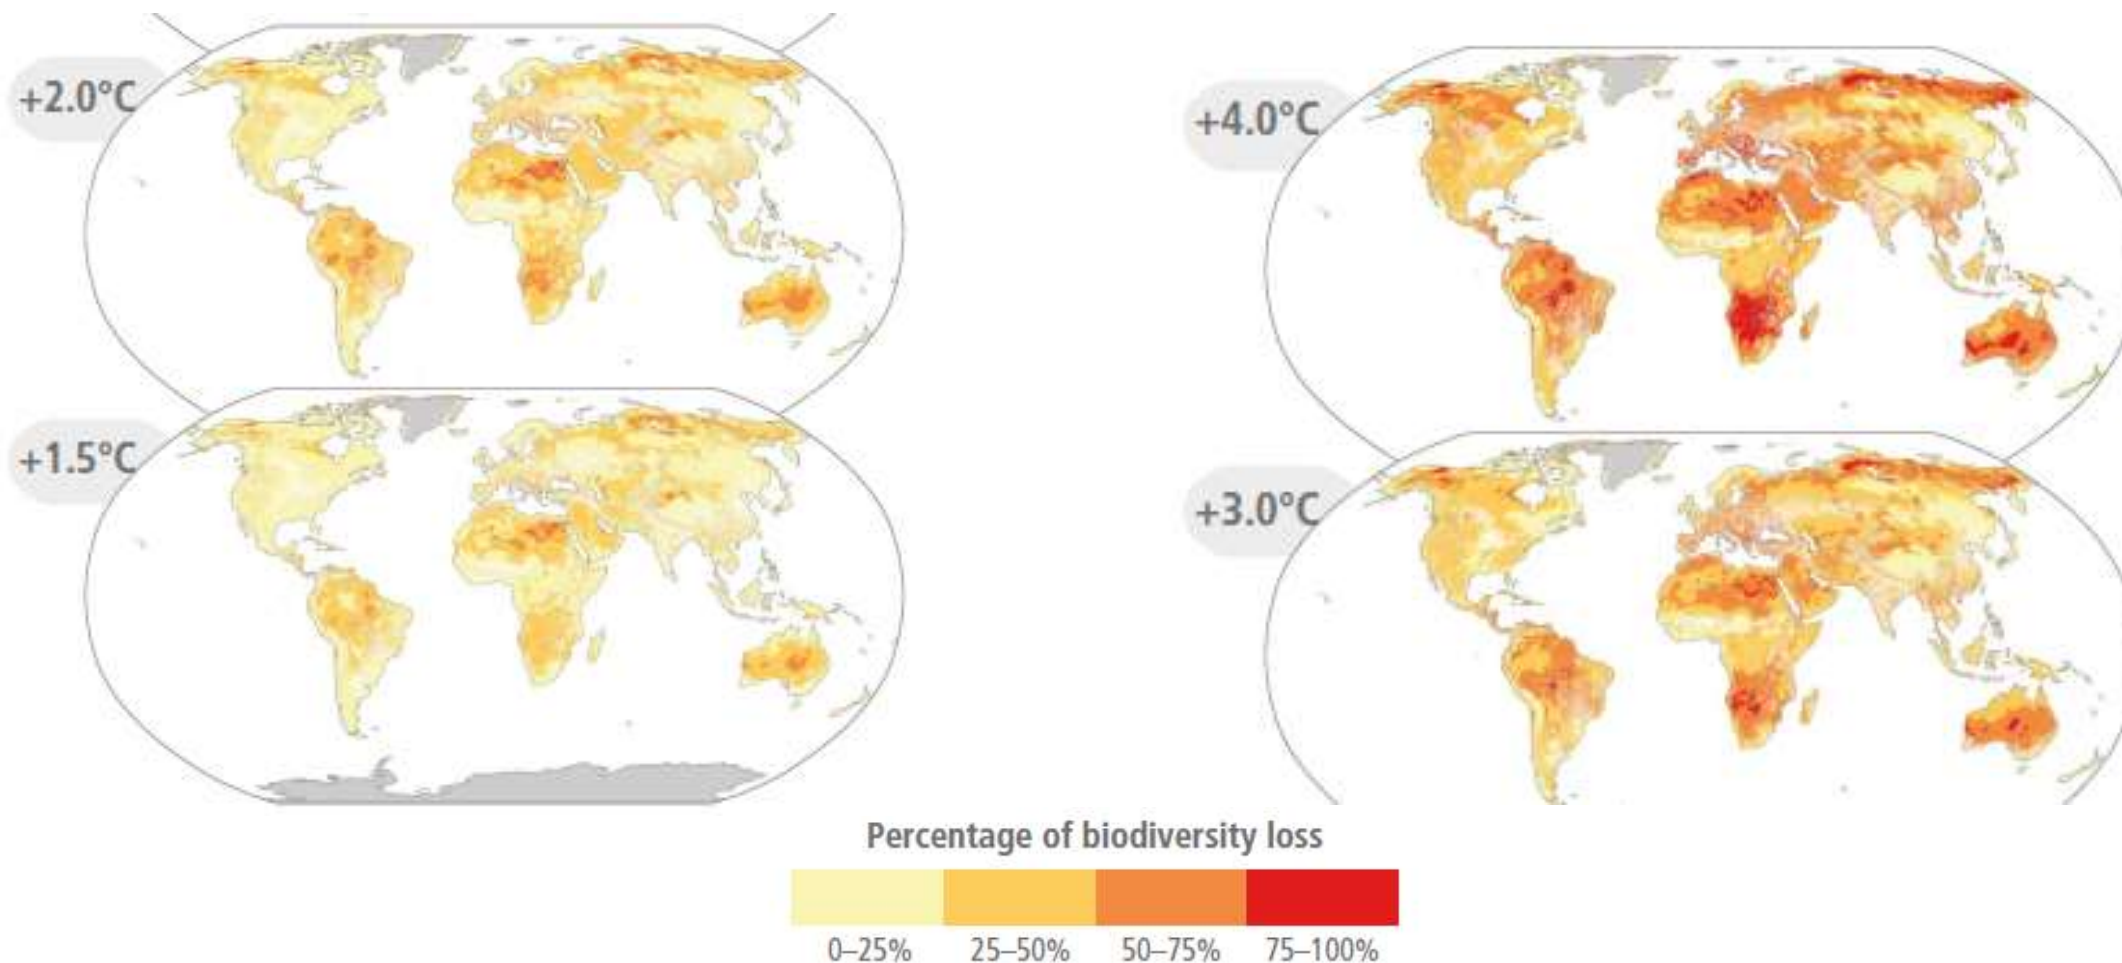 +2.0°C
+4.0°C
+1.5°C
+3.0°C
Percentage of biodiversity loss
0–25% 25–50% 50–75% 75–100%